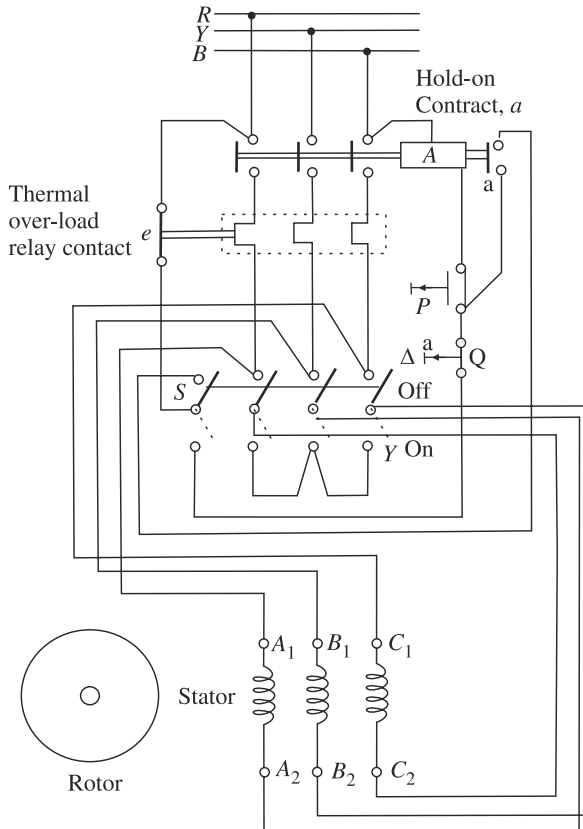 R
Y
B
Hold-on
Contract, a
A
a
Thermal
over-load
relay contact
e
P
a
Δ
Q
S
Off
Y On
A1
B1
C1
Stator
A2
B2
C2
Rotor